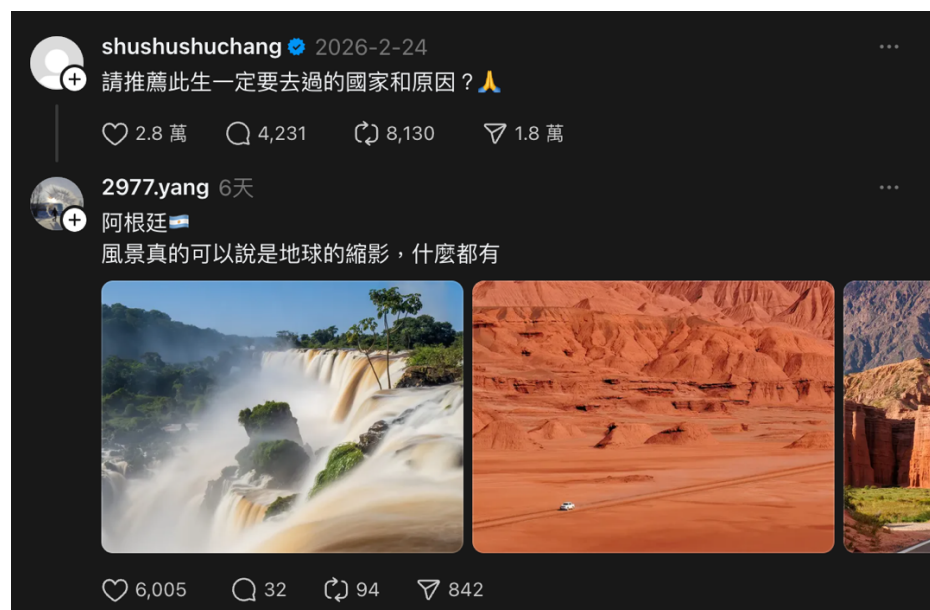 shushushuchang 2026-2-24
請推薦此生一定要去過的國家和原因？🙏
2.8 萬 4,231 8,130 1.8 萬
2977.yang 6天
阿根廷🇦🇷
風景真的可以說是地球的縮影，什麼都有
6,005 32 94 842